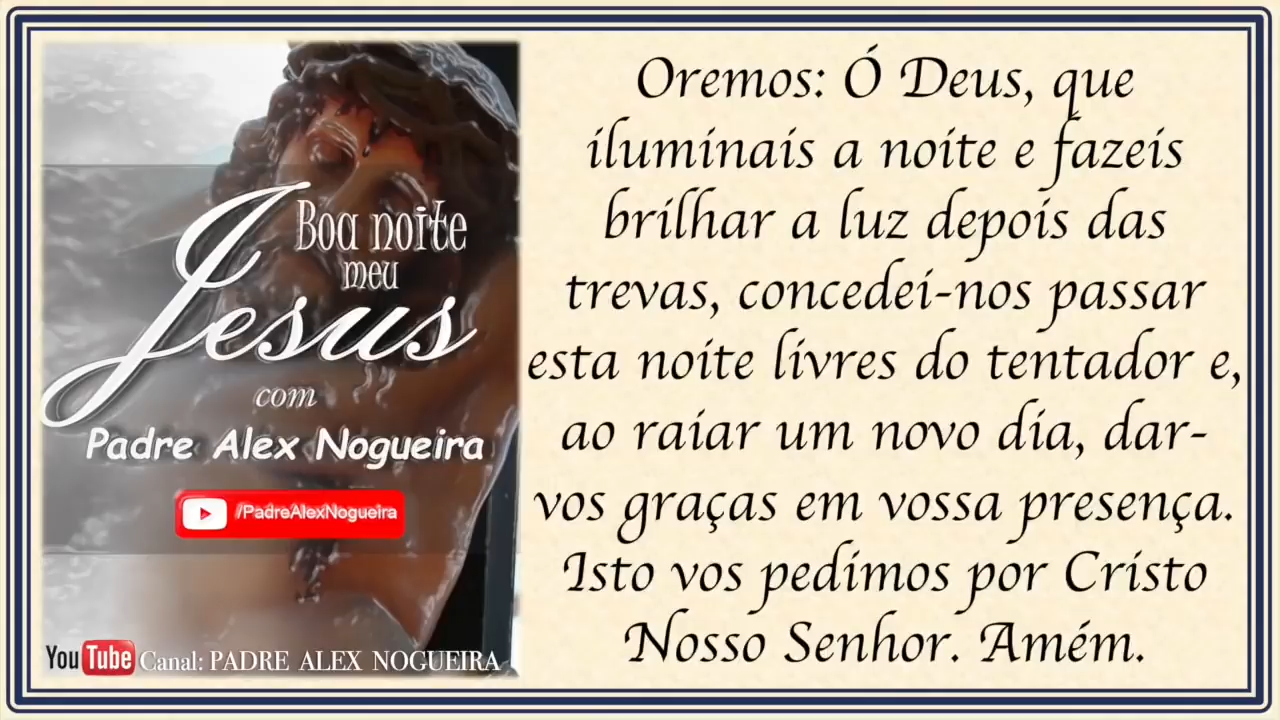 Boa noite
meu
Jesus
com
Padre Alex Nogueira
/PadreAlexNogueira
YouTube Canal: PADRE ALEX NOGUEIRA
Oremos: Ó Deus, que
iluminais a noite e fazeis
brilhar a luz depois das
trevas, concedei-nos passar
esta noite livres do tentador e,
ao raiar um novo dia, dar-
vos graças em vossa presença.
Isto vos pedimos por Cristo
Nosso Senhor. Amém.